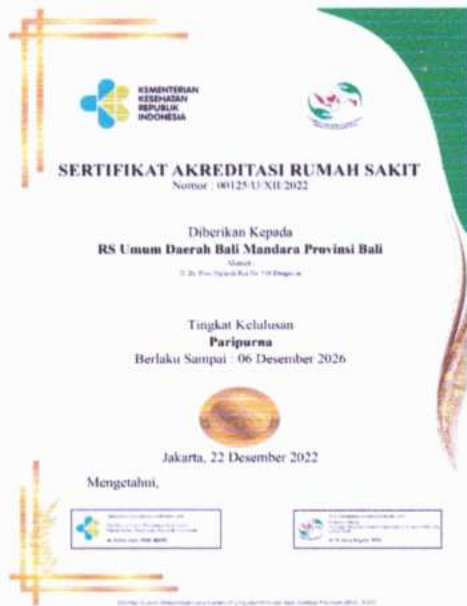 KEMENTERIAN
KESEHATAN
REPUBLIK
INDONESIA
SERTIFIKAT AKREDITASI RUMAH SAKIT
Nomor : 00125/U/XII/2022
Diberikan Kepada
RS Umum Daerah Bali Mandara Provinsi Bali
Alamat
Tingkat Kelulusan
Paripurna
Berlaku Sampai : 06 Desember 2026
Jakarta, 22 Desember 2022
Mengetahui,